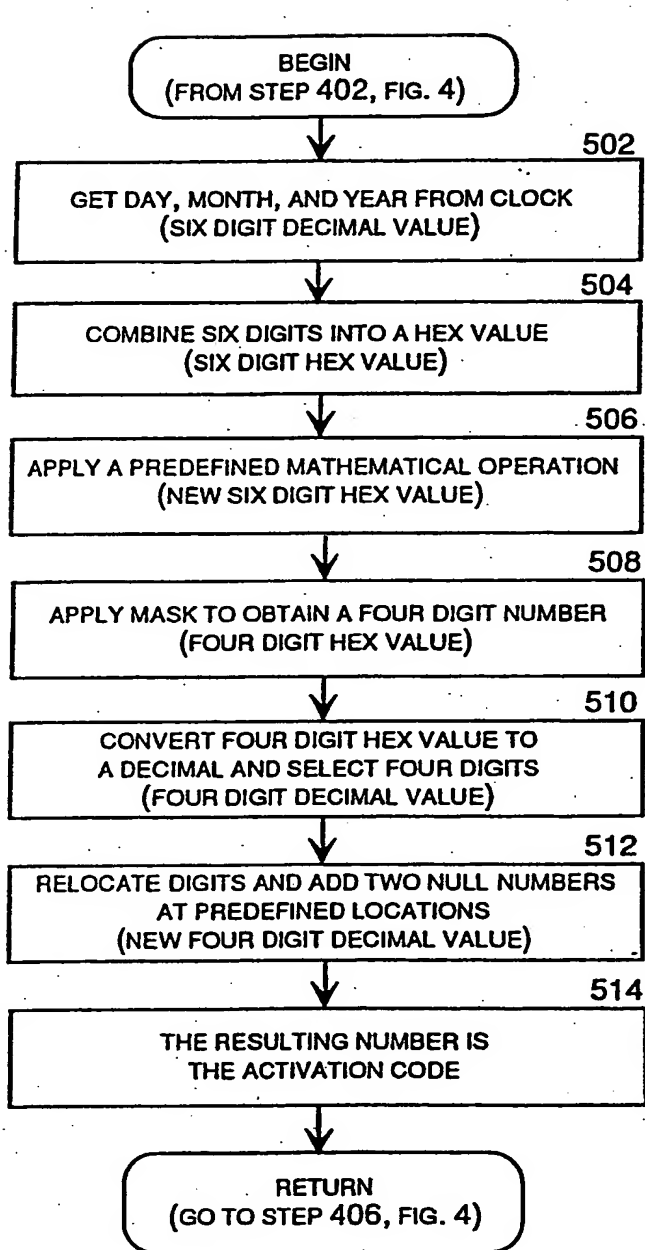 BEGIN
(FROM STEP 402, FIG. 4)
502
GET DAY, MONTH, AND YEAR FROM CLOCK
(SIX DIGIT DECIMAL VALUE)
504
COMBINE SIX DIGITS INTO A HEX VALUE
(SIX DIGIT HEX VALUE)
506
APPLY A PREDEFINED MATHEMATICAL OPERATION
(NEW SIX DIGIT HEX VALUE)
508
APPLY MASK TO OBTAIN A FOUR DIGIT NUMBER
(FOUR DIGIT HEX VALUE)
510
CONVERT FOUR DIGIT HEX VALUE TO
A DECIMAL AND SELECT FOUR DIGITS
(FOUR DIGIT DECIMAL VALUE)
512
RELOCATE DIGITS AND ADD TWO NULL NUMBERS
AT PREDEFINED LOCATIONS
(NEW FOUR DIGIT DECIMAL VALUE)
514
THE RESULTING NUMBER IS
THE ACTIVATION CODE
RETURN
(GO TO STEP 406, FIG. 4)